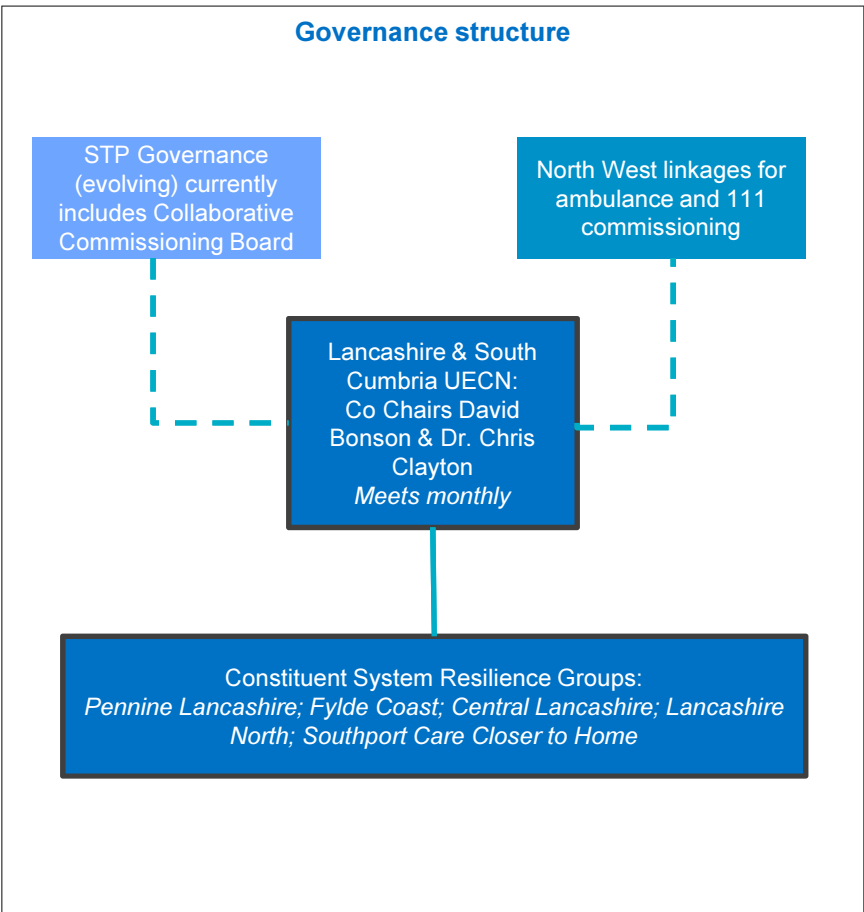 Governance structure
STP Governance
(evolving) currently
includes Collaborative
Commissioning Board
North West linkages for
ambulance and 111
commissioning
Lancashire & South
Cumbria UECN:
Co Chairs David
Bonson & Dr. Chris
Clayton
Meets monthly
Constituent System Resilience Groups:
Pennine Lancashire; Fylde Coast; Central Lancashire; Lancashire
North; Southport Care Closer to Home